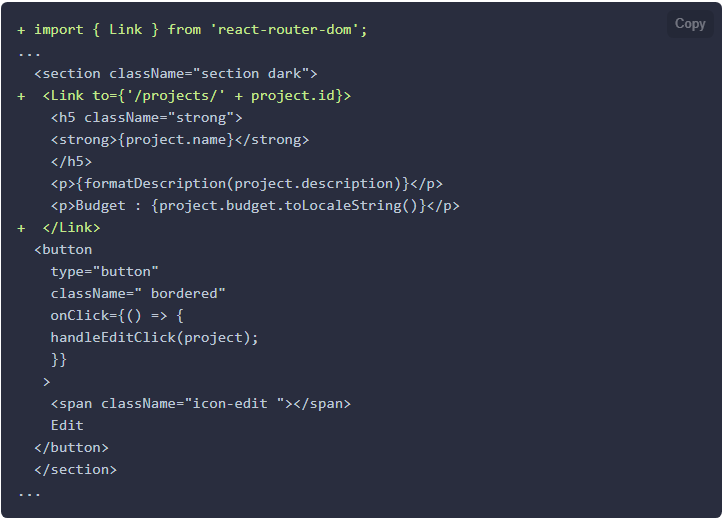 Copy
+ import { Link } from 'react-router-dom';
...
  <section className="section dark">
+  <Link to={'/projects/' + project.id}>
    <h5 className="strong">
    <strong>{project.name}</strong>
    </h5>
    <p>{formatDescription(project.description)}</p>
    <p>Budget : {project.budget.toLocaleString()}</p>
+  </Link>
  <button
    type="button"
    className=" bordered"
    onClick={() => {
    handleEditClick(project);
    }}
   >
    <span className="icon-edit "></span>
    Edit
  </button>
  </section>
...